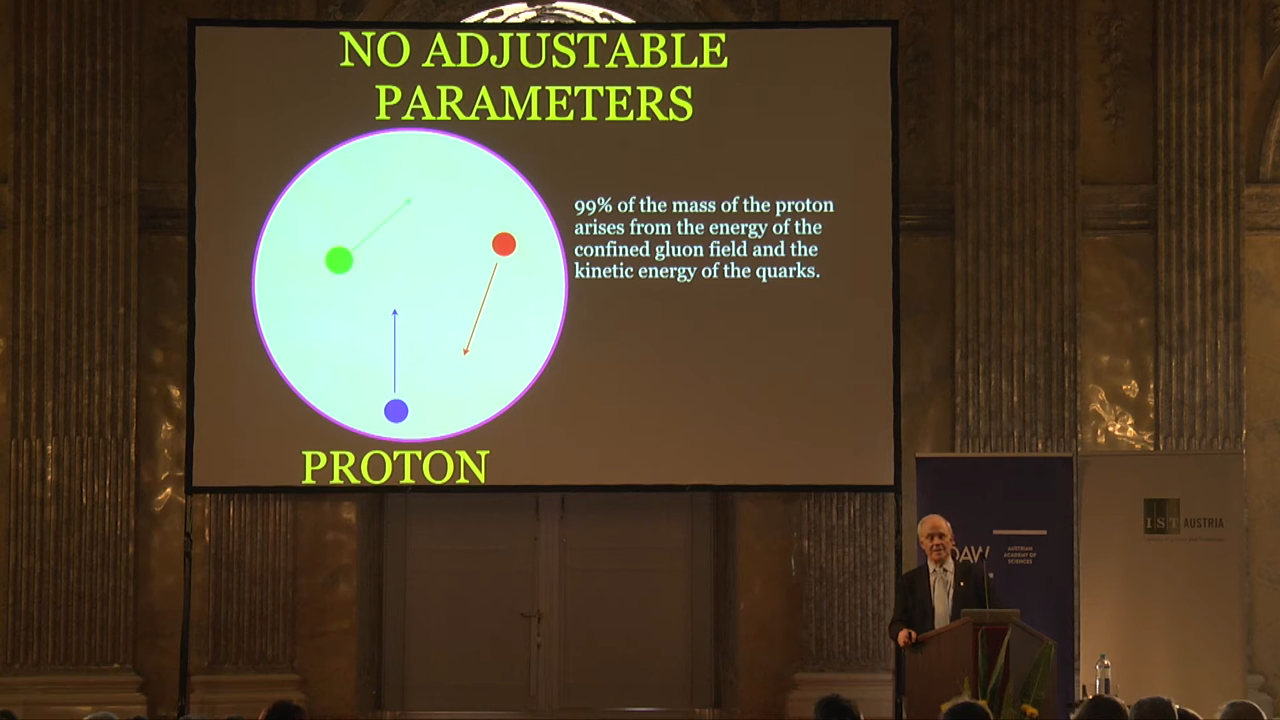 NO ADJUSTABLE
PARAMETERS
99% of the mass of the proton
arises from the energy of the
confined gluon field and the
kinetic energy of the quarks.
PROTON
AUSTRIAN
ACADEMY OF
SCIENCES
IST AUSTRIA